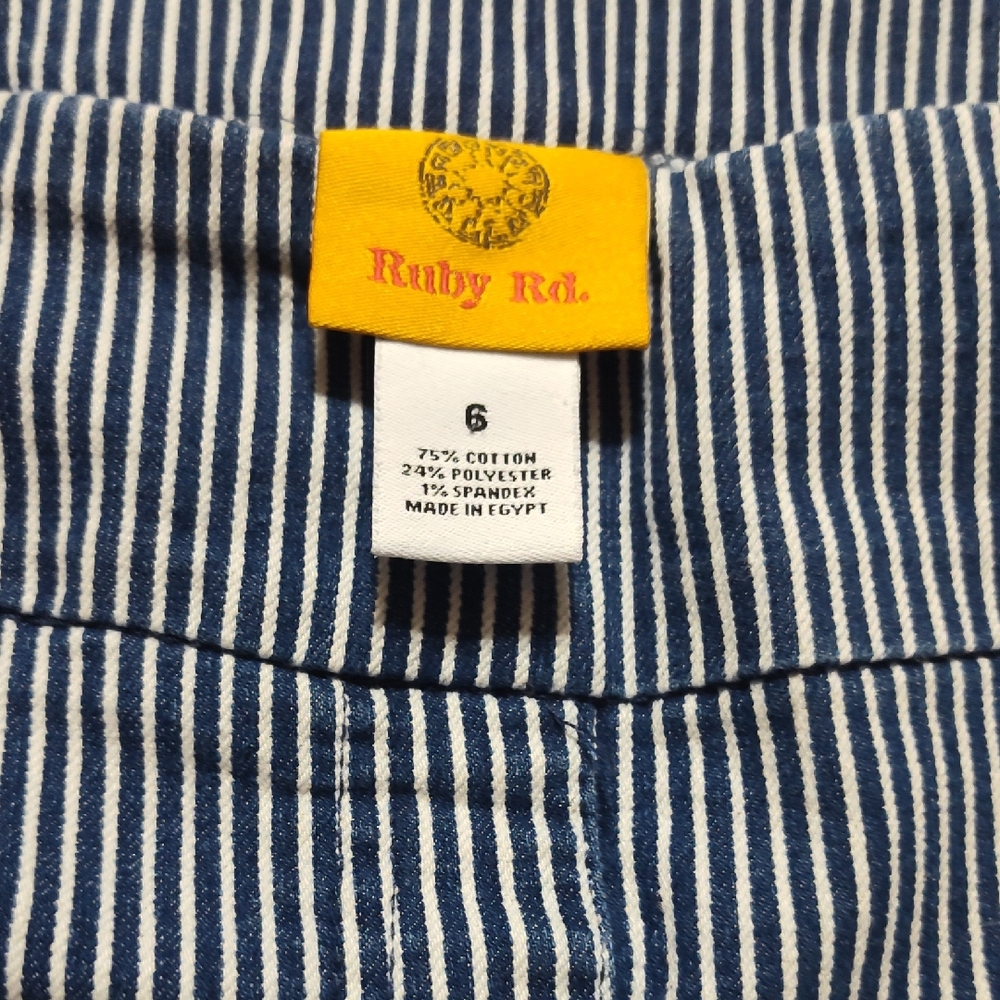 Ruby Rd.
6
75% COTTON
24% POLYESTER
1% SPANDEX
MADE IN EGYPT